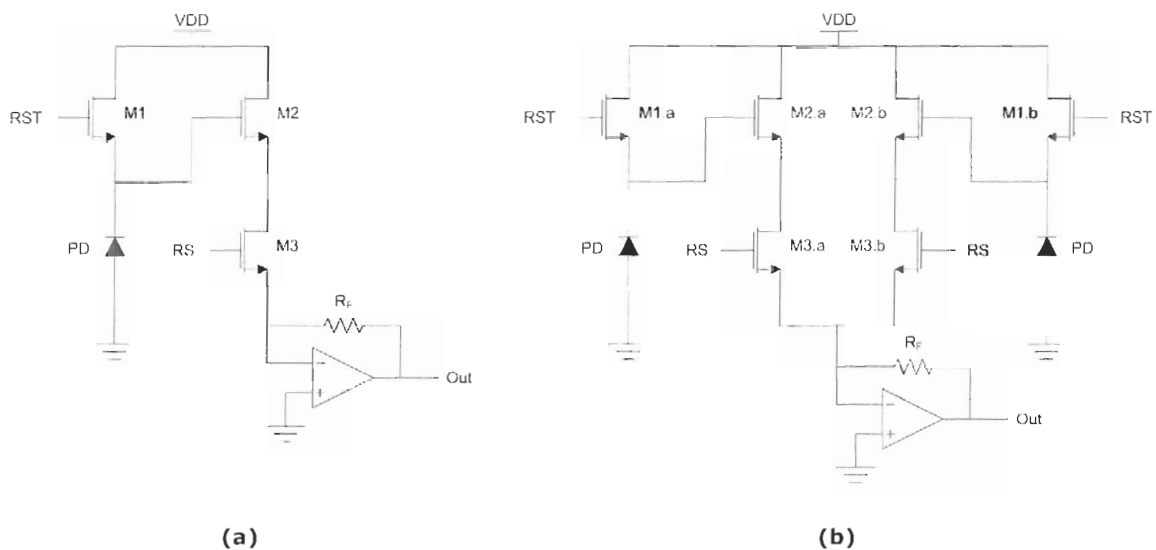 VDD
M1
M2
RST
PD
RS
M3
RF
−
+
Out
(a)
VDD
RST
M1.a
M2.a
M2.b
M1.b
RST
PD
RS
M3.a
M3.b
RS
PD
RF
−
+
Out
(b)